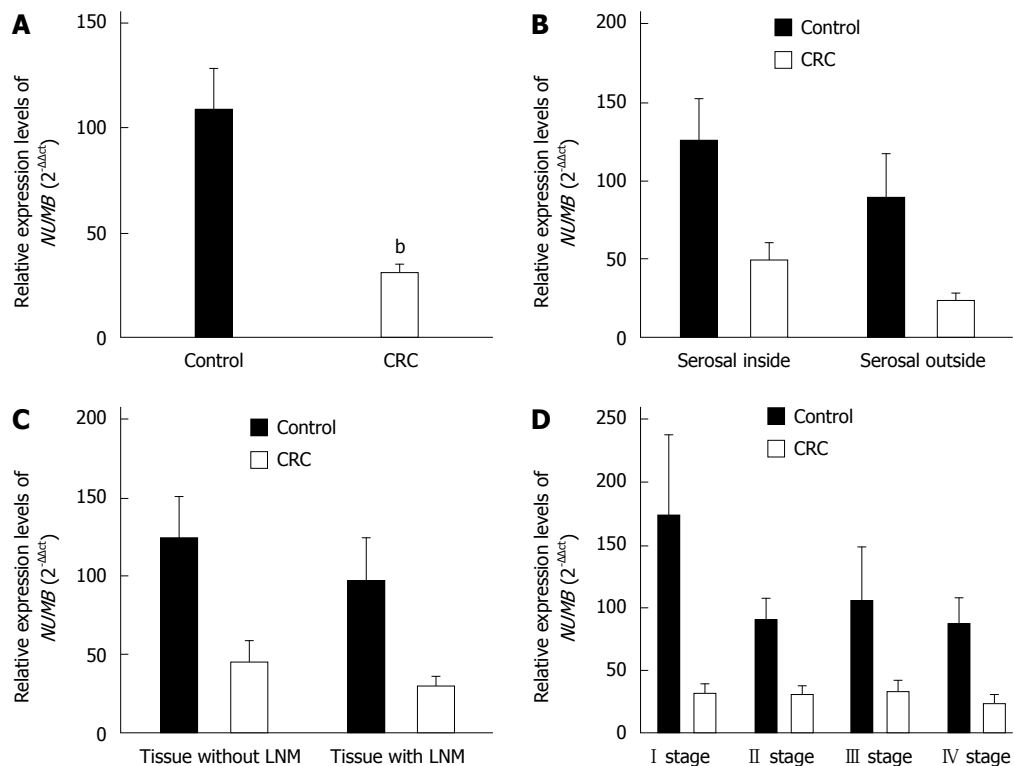 A
Relative expression levels of
NUMB (2^-ΔΔct)
150
100
50
0
b
Control
CRC
B
Relative expression levels of
NUMB (2^-ΔΔct)
200
150
100
50
0
Control
CRC
Serosal inside
Serosal outside
C
Relative expression levels of
NUMB (2^-ΔΔct)
200
150
100
50
0
Control
CRC
Tissue without LNM
Tissue with LNM
D
Relative expression levels of
NUMB (2^-ΔΔct)
250
200
150
100
50
0
Control
CRC
Ⅰ stage
Ⅱ stage
Ⅲ stage
Ⅳ stage